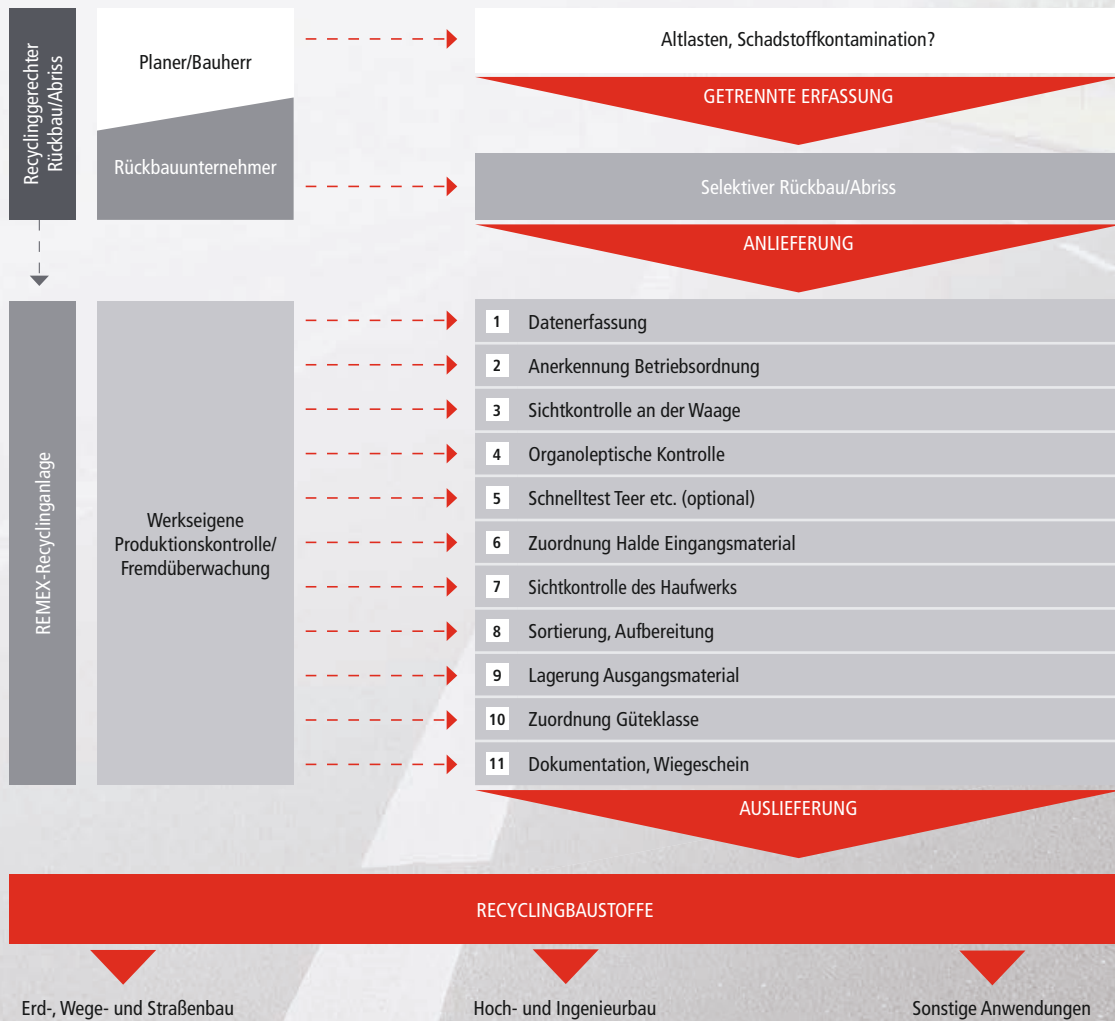 Recyclinggerechter
Rückbau/Abriss
Planer/Bauherr
Rückbauunternehmer
Altlasten, Schadstoffkontamination?
GETRENNTE ERFASSUNG
Selektiver Rückbau/Abriss
ANLIEFERUNG
REMEX-Recyclinganlage
Werkseigene
Produktionskontrolle/
Fremdüberwachung
1 Datenerfassung
2 Anerkennung Betriebsordnung
3 Sichtkontrolle an der Waage
4 Organoleptische Kontrolle
5 Schnelltest Teer etc. (optional)
6 Zuordnung Halde Eingangsmaterial
7 Sichtkontrolle des Haufwerks
8 Sortierung, Aufbereitung
9 Lagerung Ausgangsmaterial
10 Zuordnung Güteklasse
11 Dokumentation, Wiegeschein
AUSLIEFERUNG
RECYCLINGBAUSTOFFE
Erd-, Wege- und Straßenbau
Hoch- und Ingenieurbau
Sonstige Anwendungen